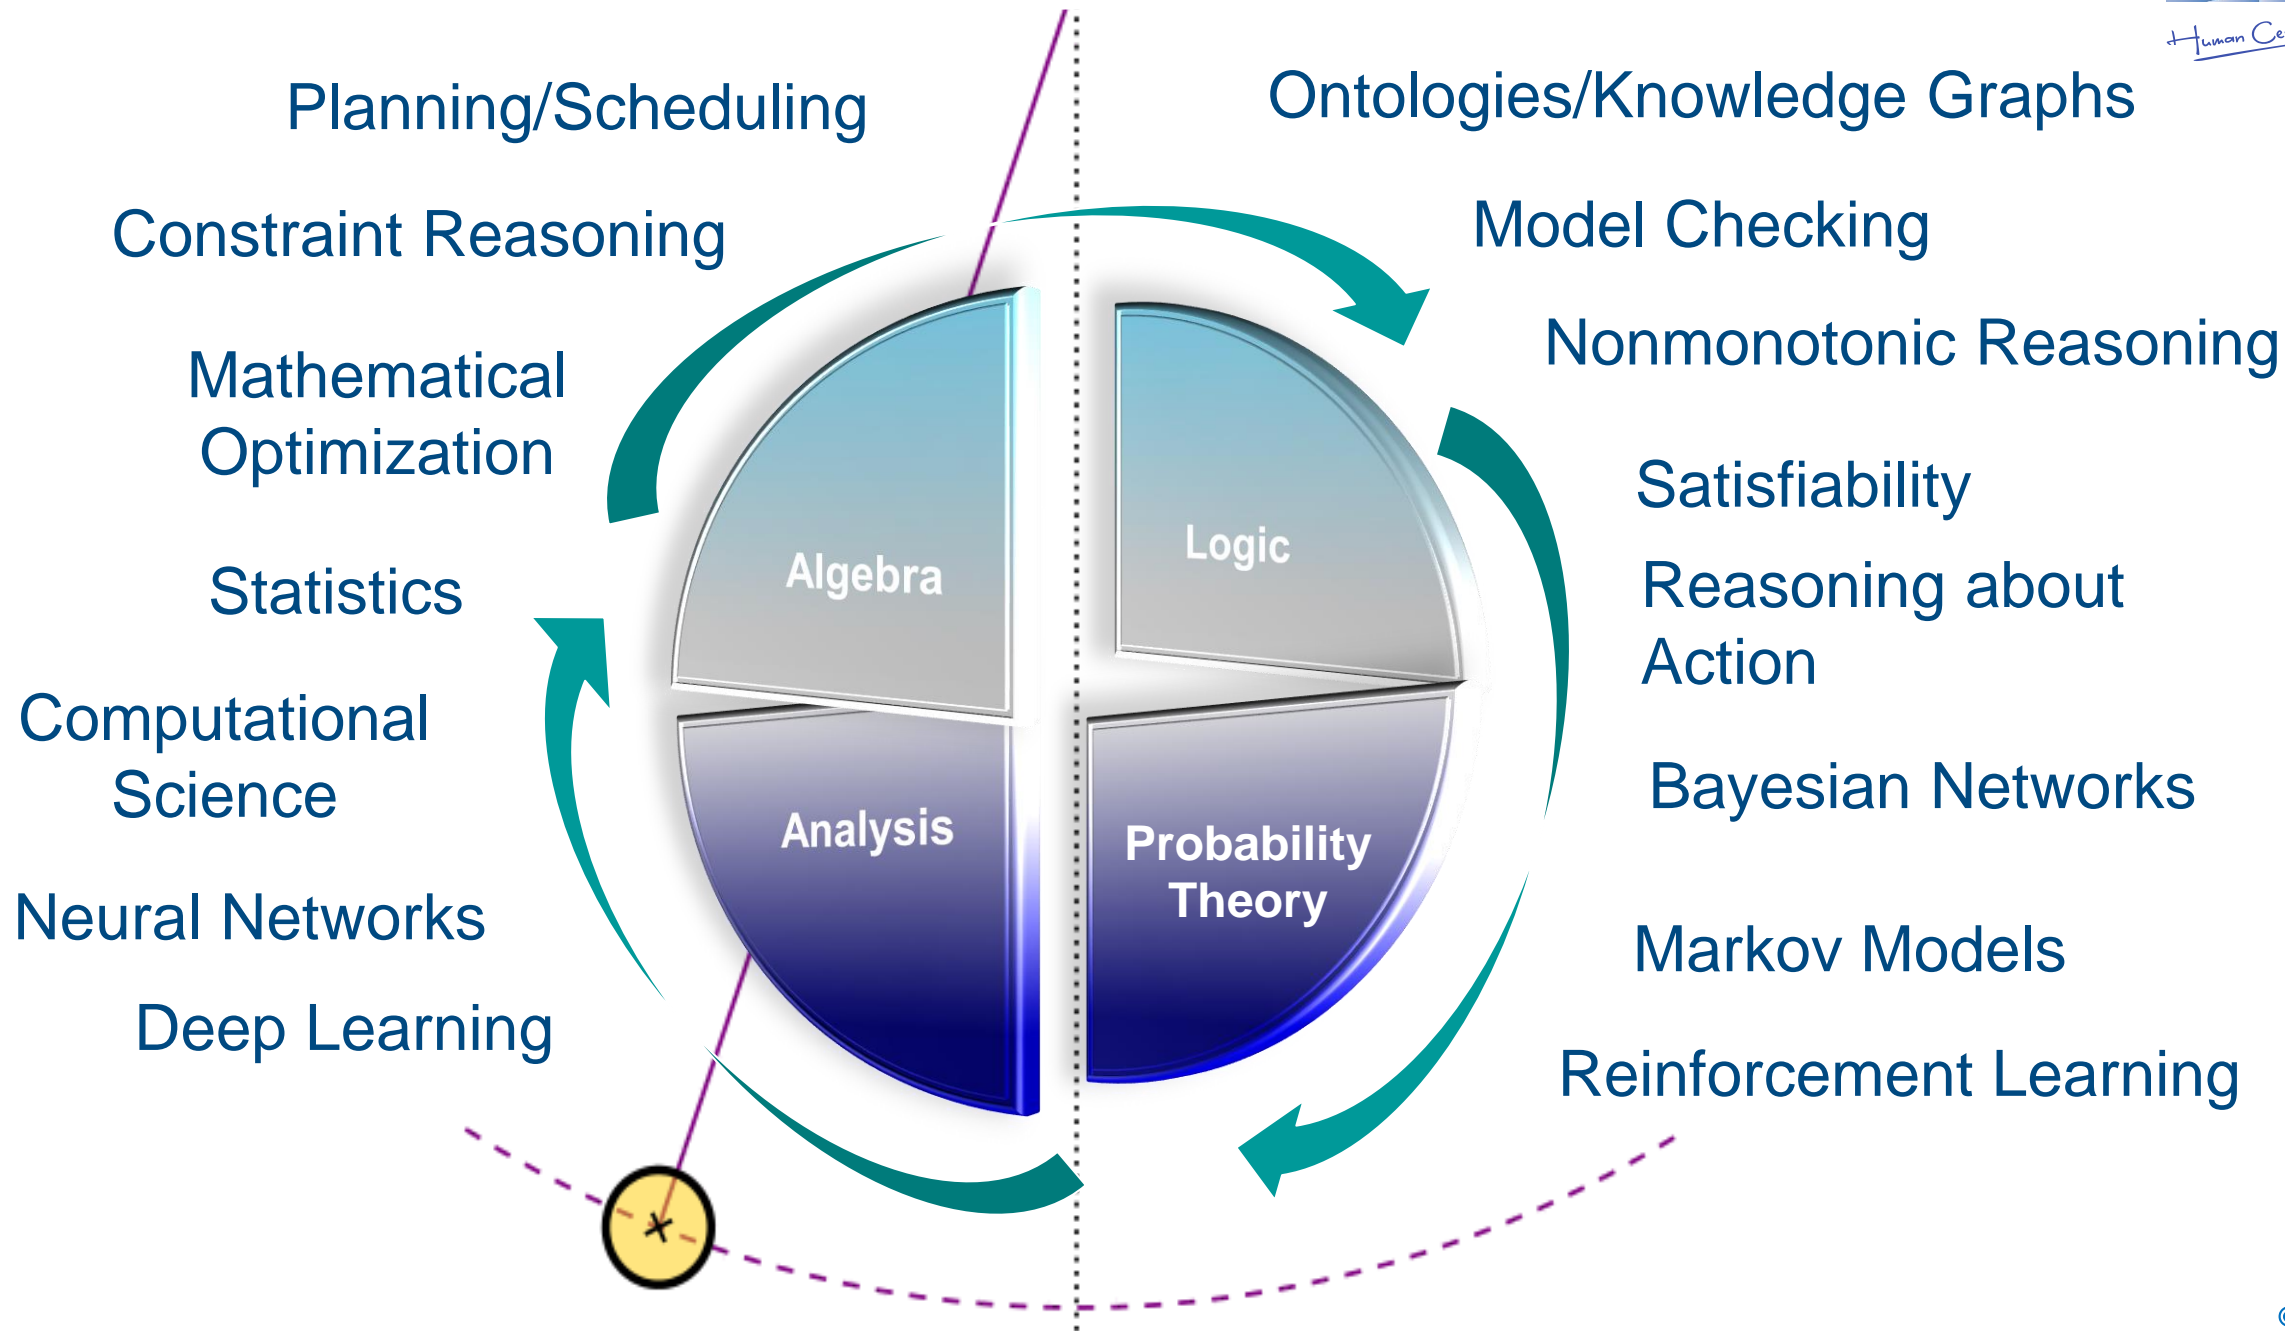 Planning/Scheduling
Constraint Reasoning
Mathematical
Optimization
Statistics
Computational
Science
Neural Networks
Deep Learning
Algebra
Analysis
Logic
Probability
Theory
Ontologies/Knowledge Graphs
Model Checking
Nonmonotonic Reasoning
Satisfiability
Reasoning about
Action
Bayesian Networks
Markov Models
Reinforcement Learning
Human